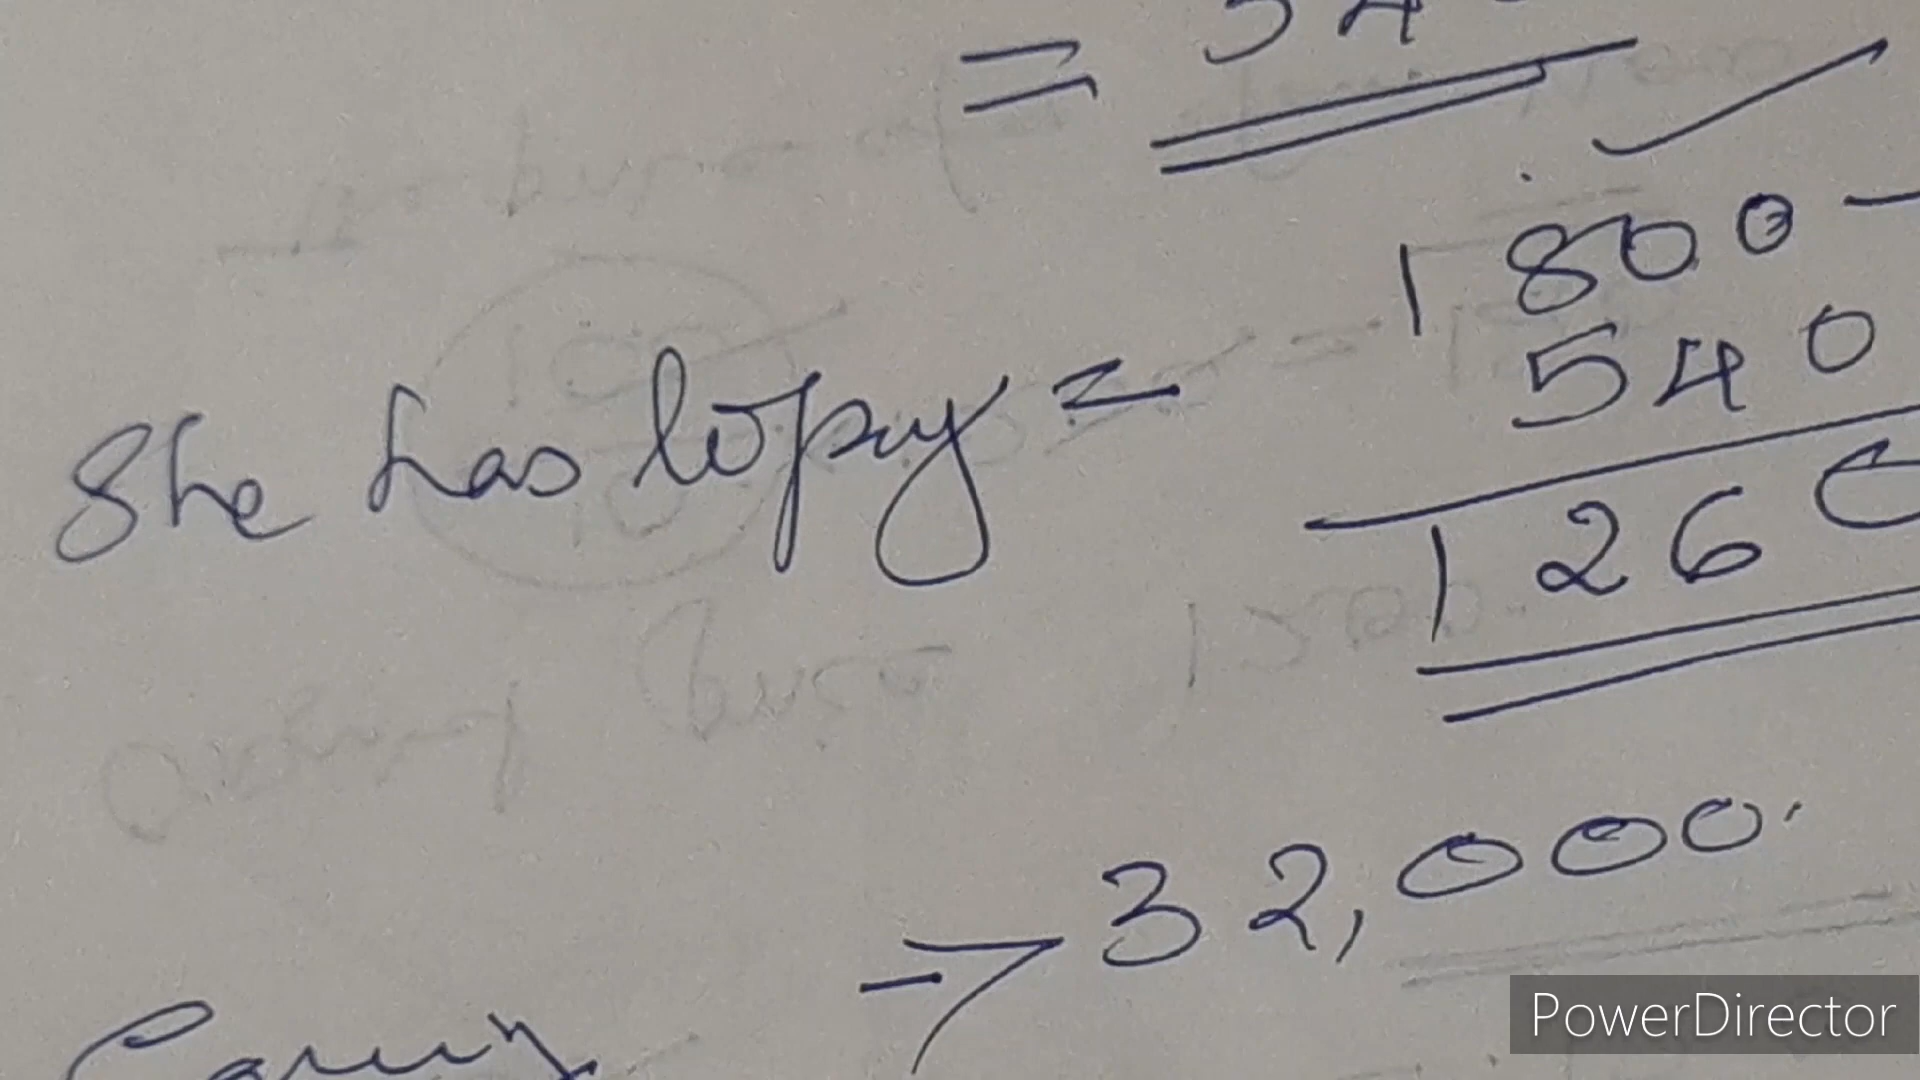 = 54
1800 -
She has to pay = 540
1260
→ 32,000.
PowerDirector